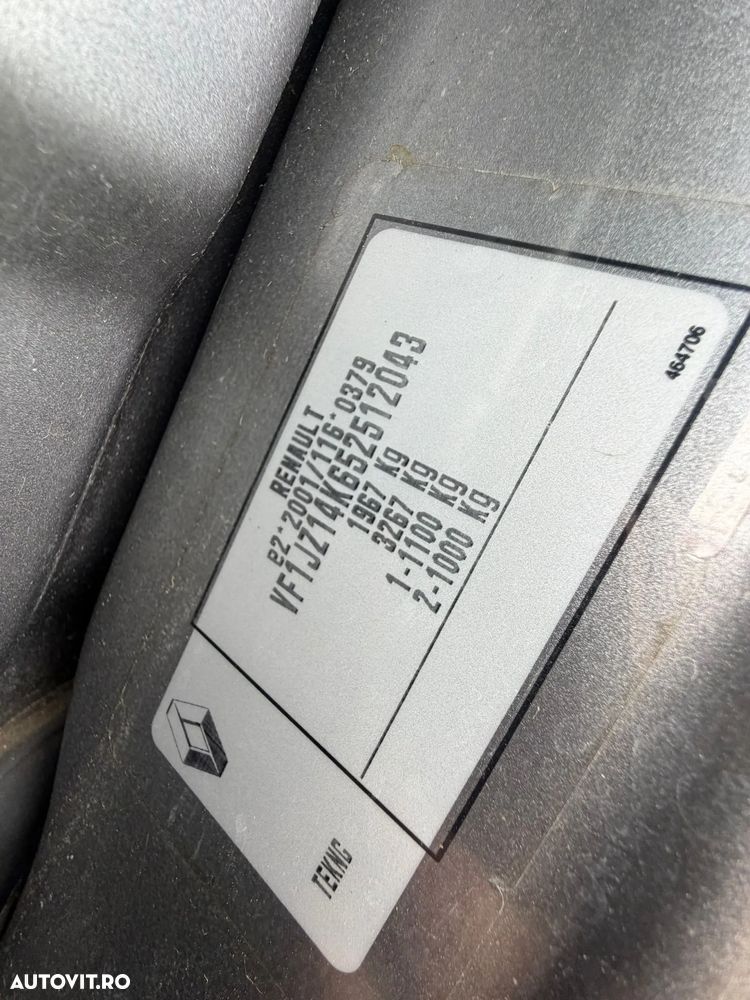 RENAULT
e2*2001/116*0379
VF1JZ14K652512043
1967 Kg
3267 Kg
1-1100 Kg
2-1000 Kg
464706
TEKNG
AUTOVIT.RO